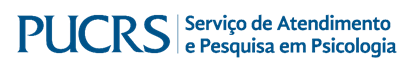 PUCRS
Serviço de Atendimento
e Pesquisa em Psicologia